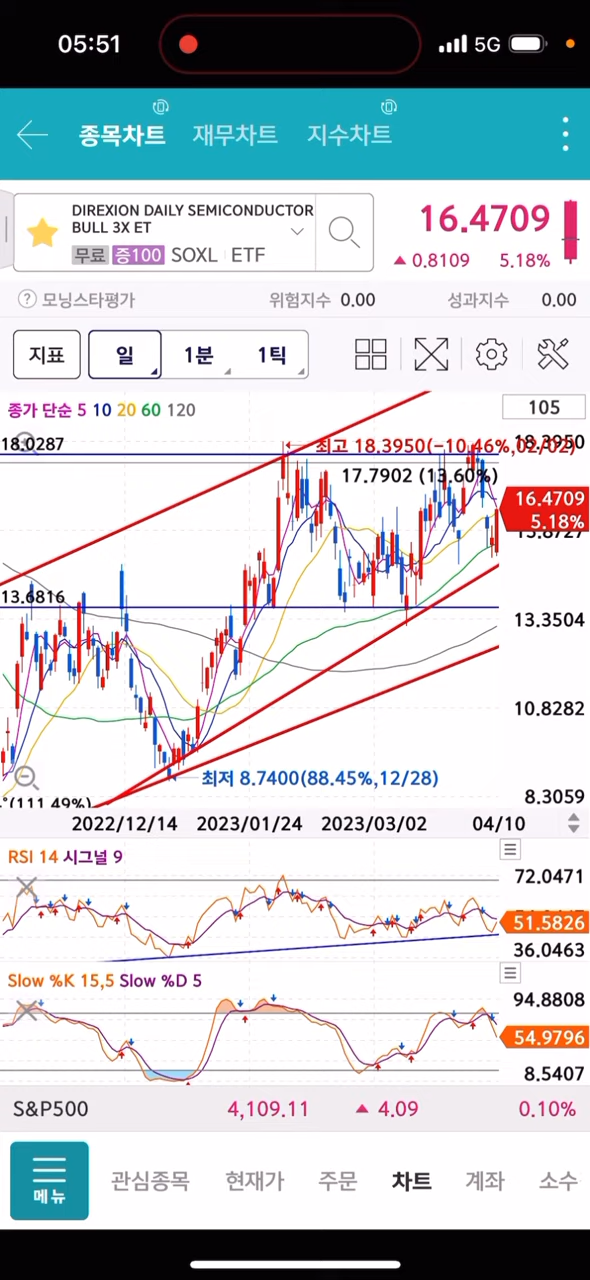 05:51
5G
종목차트 재무차트 지수차트
DIREXION DAILY SEMICONDUCTOR
BULL 3X ET
무료 증100 SOXL ETF
16.4709
▲ 0.8109 5.18%
? 모닝스타평가 위험지수 0.00 성과지수 0.00
지표 일 1분 1틱
종가 단순 5 10 20 60 120
105
18.0287
최고 18.3950(-10.46%,02/02)
18.3950
17.7902 (13.60%)
16.4709
5.18%
15.8727
13.6816
13.3504
10.8282
최저 8.7400(88.45%,12/28)
8.3059
(111.49%)
2022/12/14 2023/01/24 2023/03/02 04/10
RSI 14 시그널 9
72.0471
51.5826
36.0463
Slow %K 15,5 Slow %D 5
94.8808
54.9796
8.5407
S&P500 4,109.11 ▲ 4.09 0.10%
메뉴 관심종목 현재가 주문 차트 계좌 소수